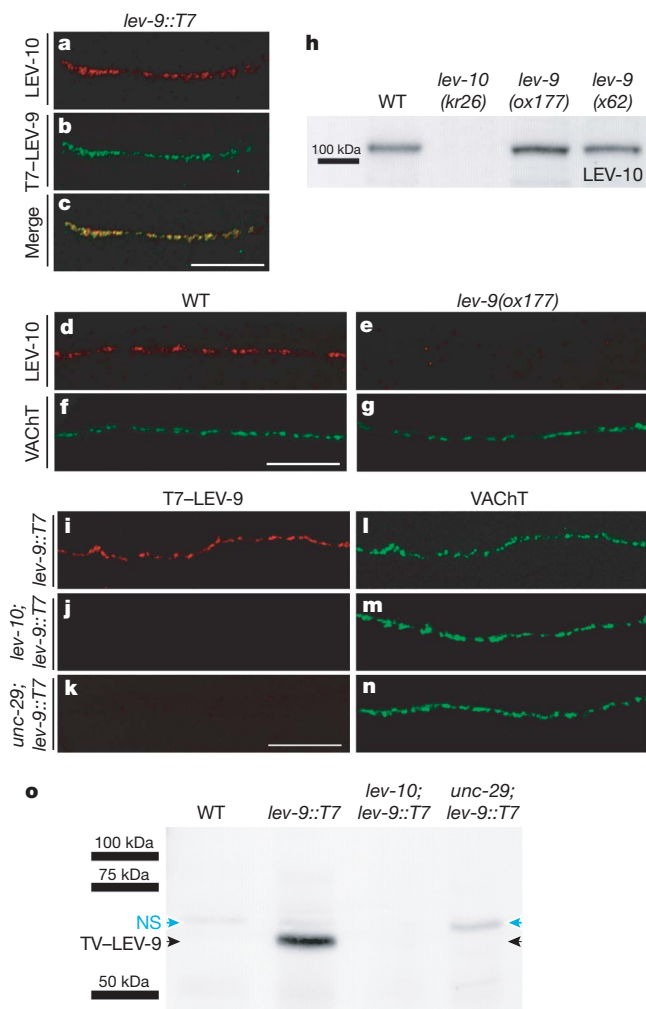 lev-9::T7
a
LEV-10
b
T7–LEV-9
c
Merge
h
WT
lev-10 (kr26)
lev-9 (ox177)
lev-9 (x62)
100 kDa
LEV-10
WT
lev-9(ox177)
d
e
LEV-10
f
g
VAChT
T7–LEV-9
VAChT
i
l
lev-9::T7
j
m
lev-10;
lev-9::T7
k
n
unc-29;
lev-9::T7
o
WT
lev-9::T7
lev-10;
lev-9::T7
unc-29;
lev-9::T7
100 kDa
75 kDa
NS
TV–LEV-9
50 kDa